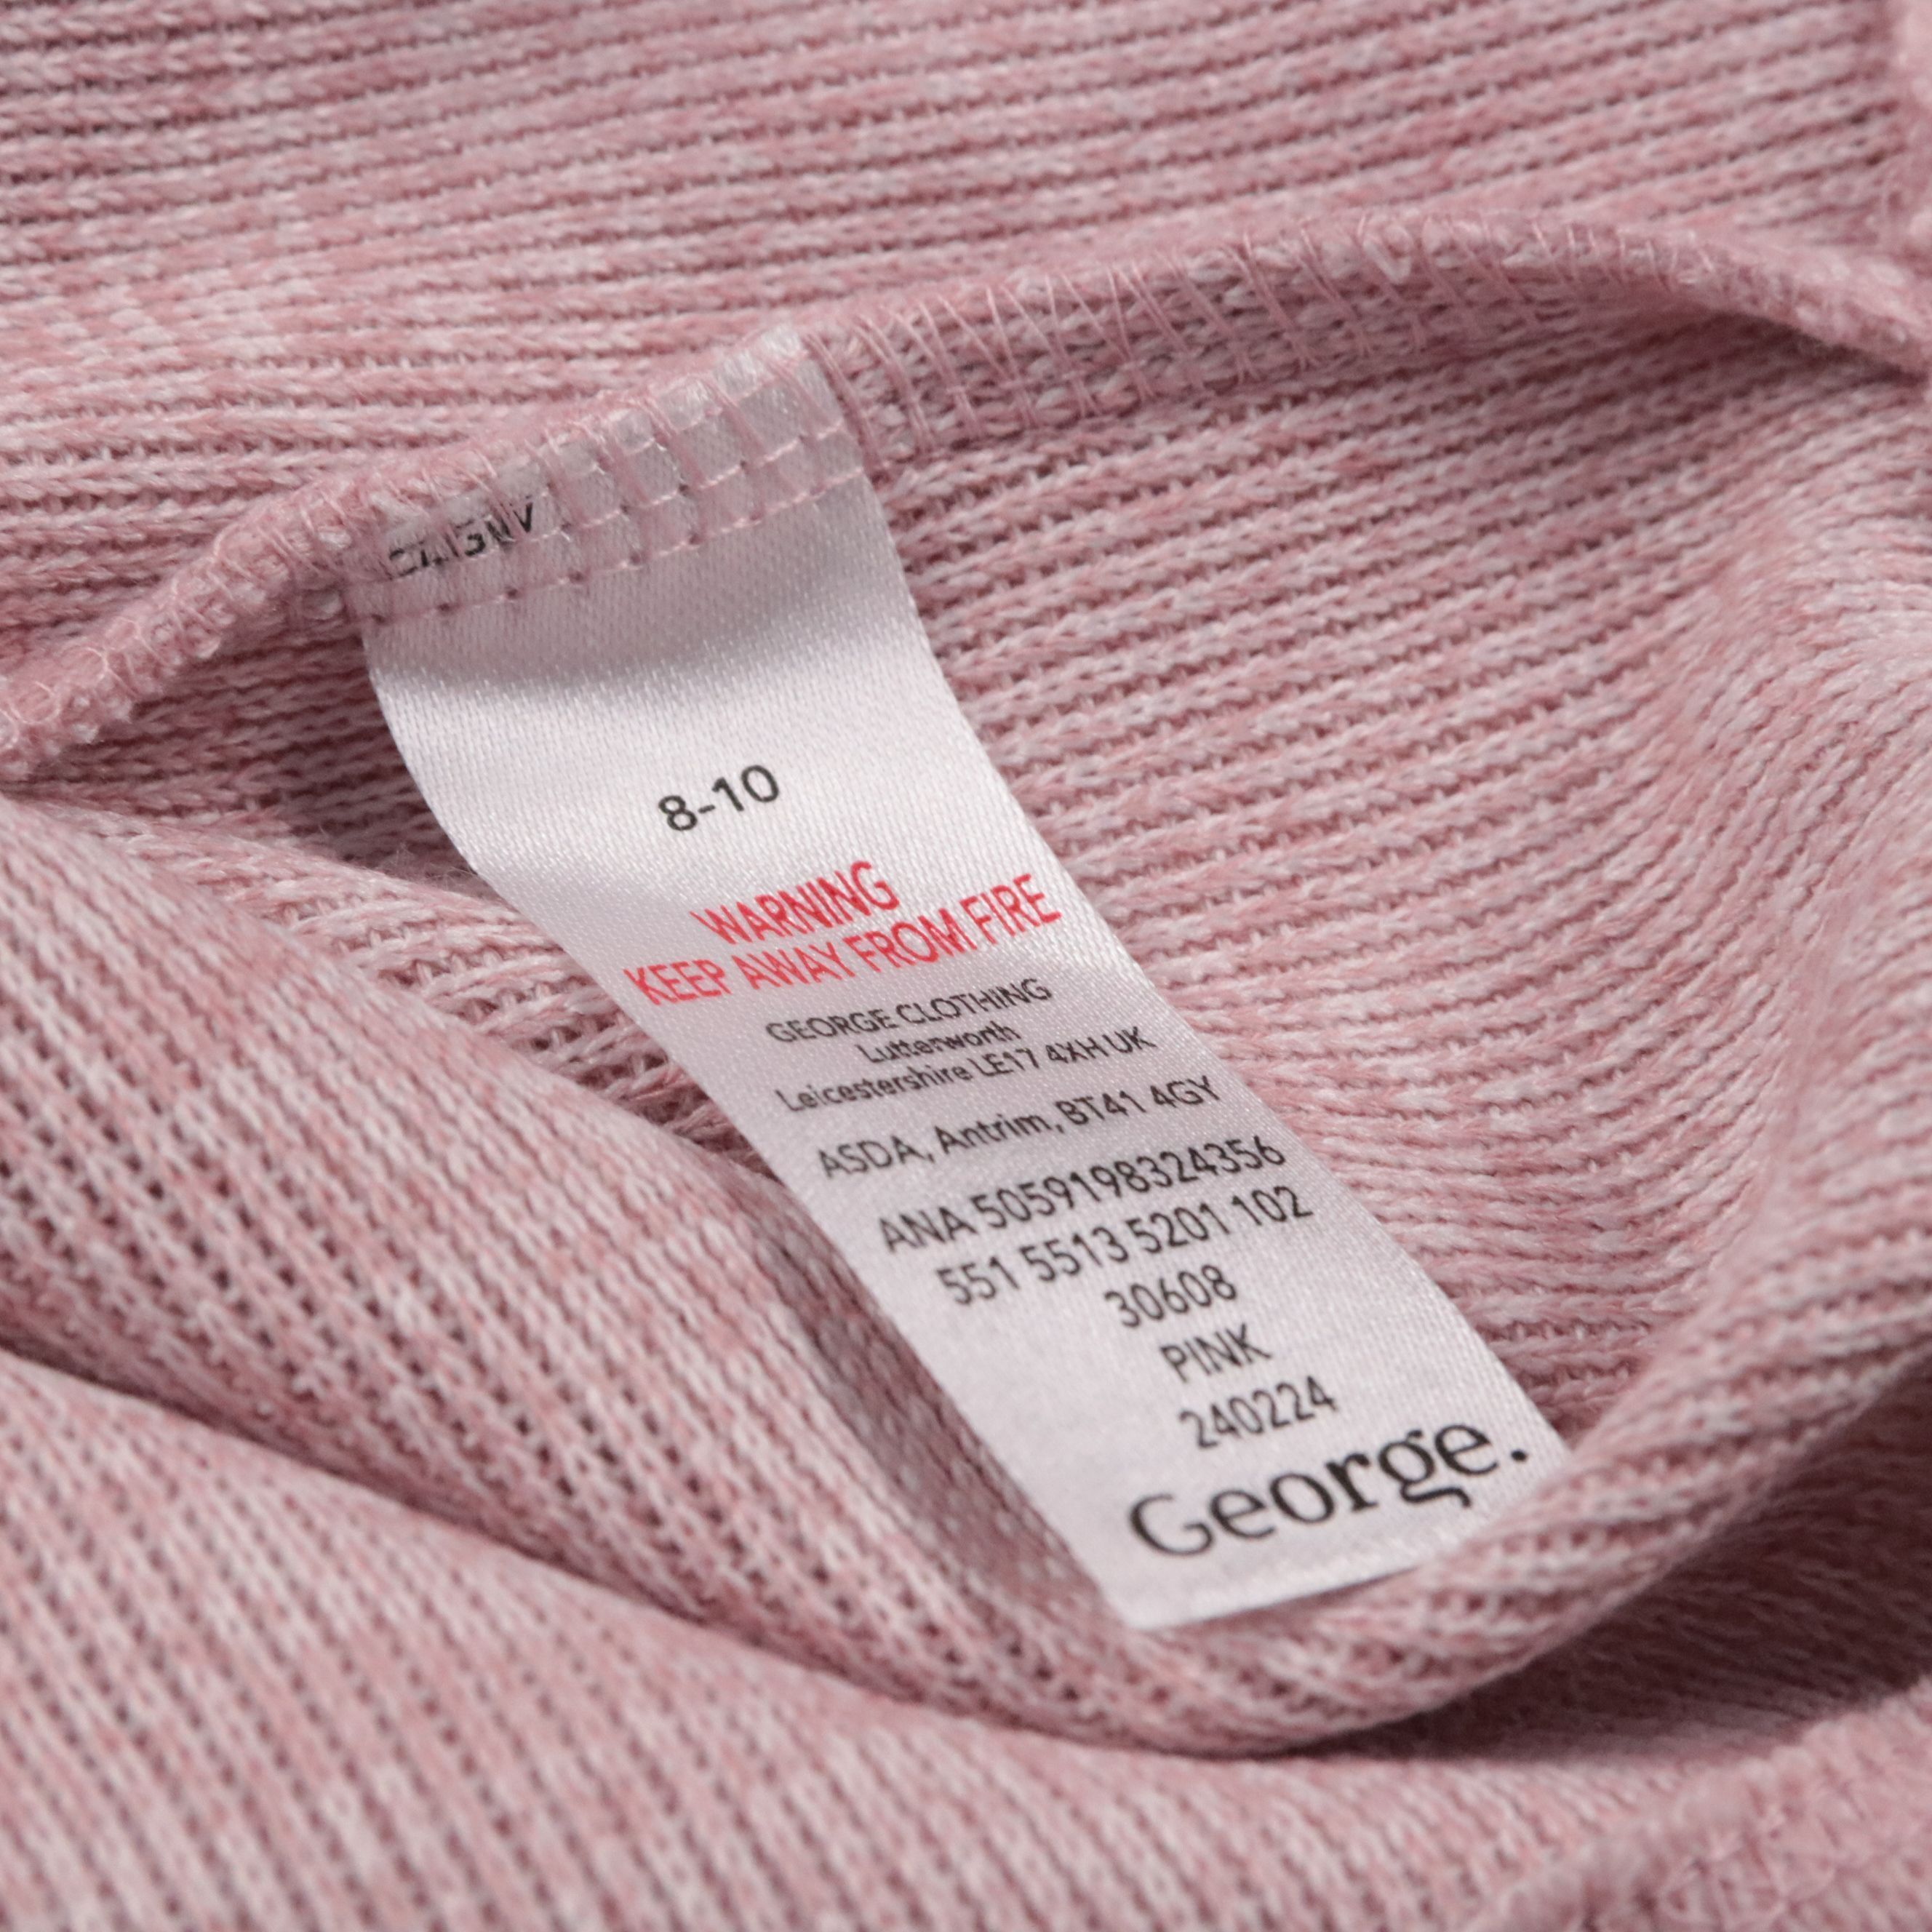 8-10
WARNING
KEEP AWAY FROM FIRE
GEORGE CLOTHING
Lutterworth
Leicestershire LE17 4XH UK
ASDA, Antrim, BT41 4GY
ANA 5059198324356
551 5513 5201 102
30608
PINK
240224
George.